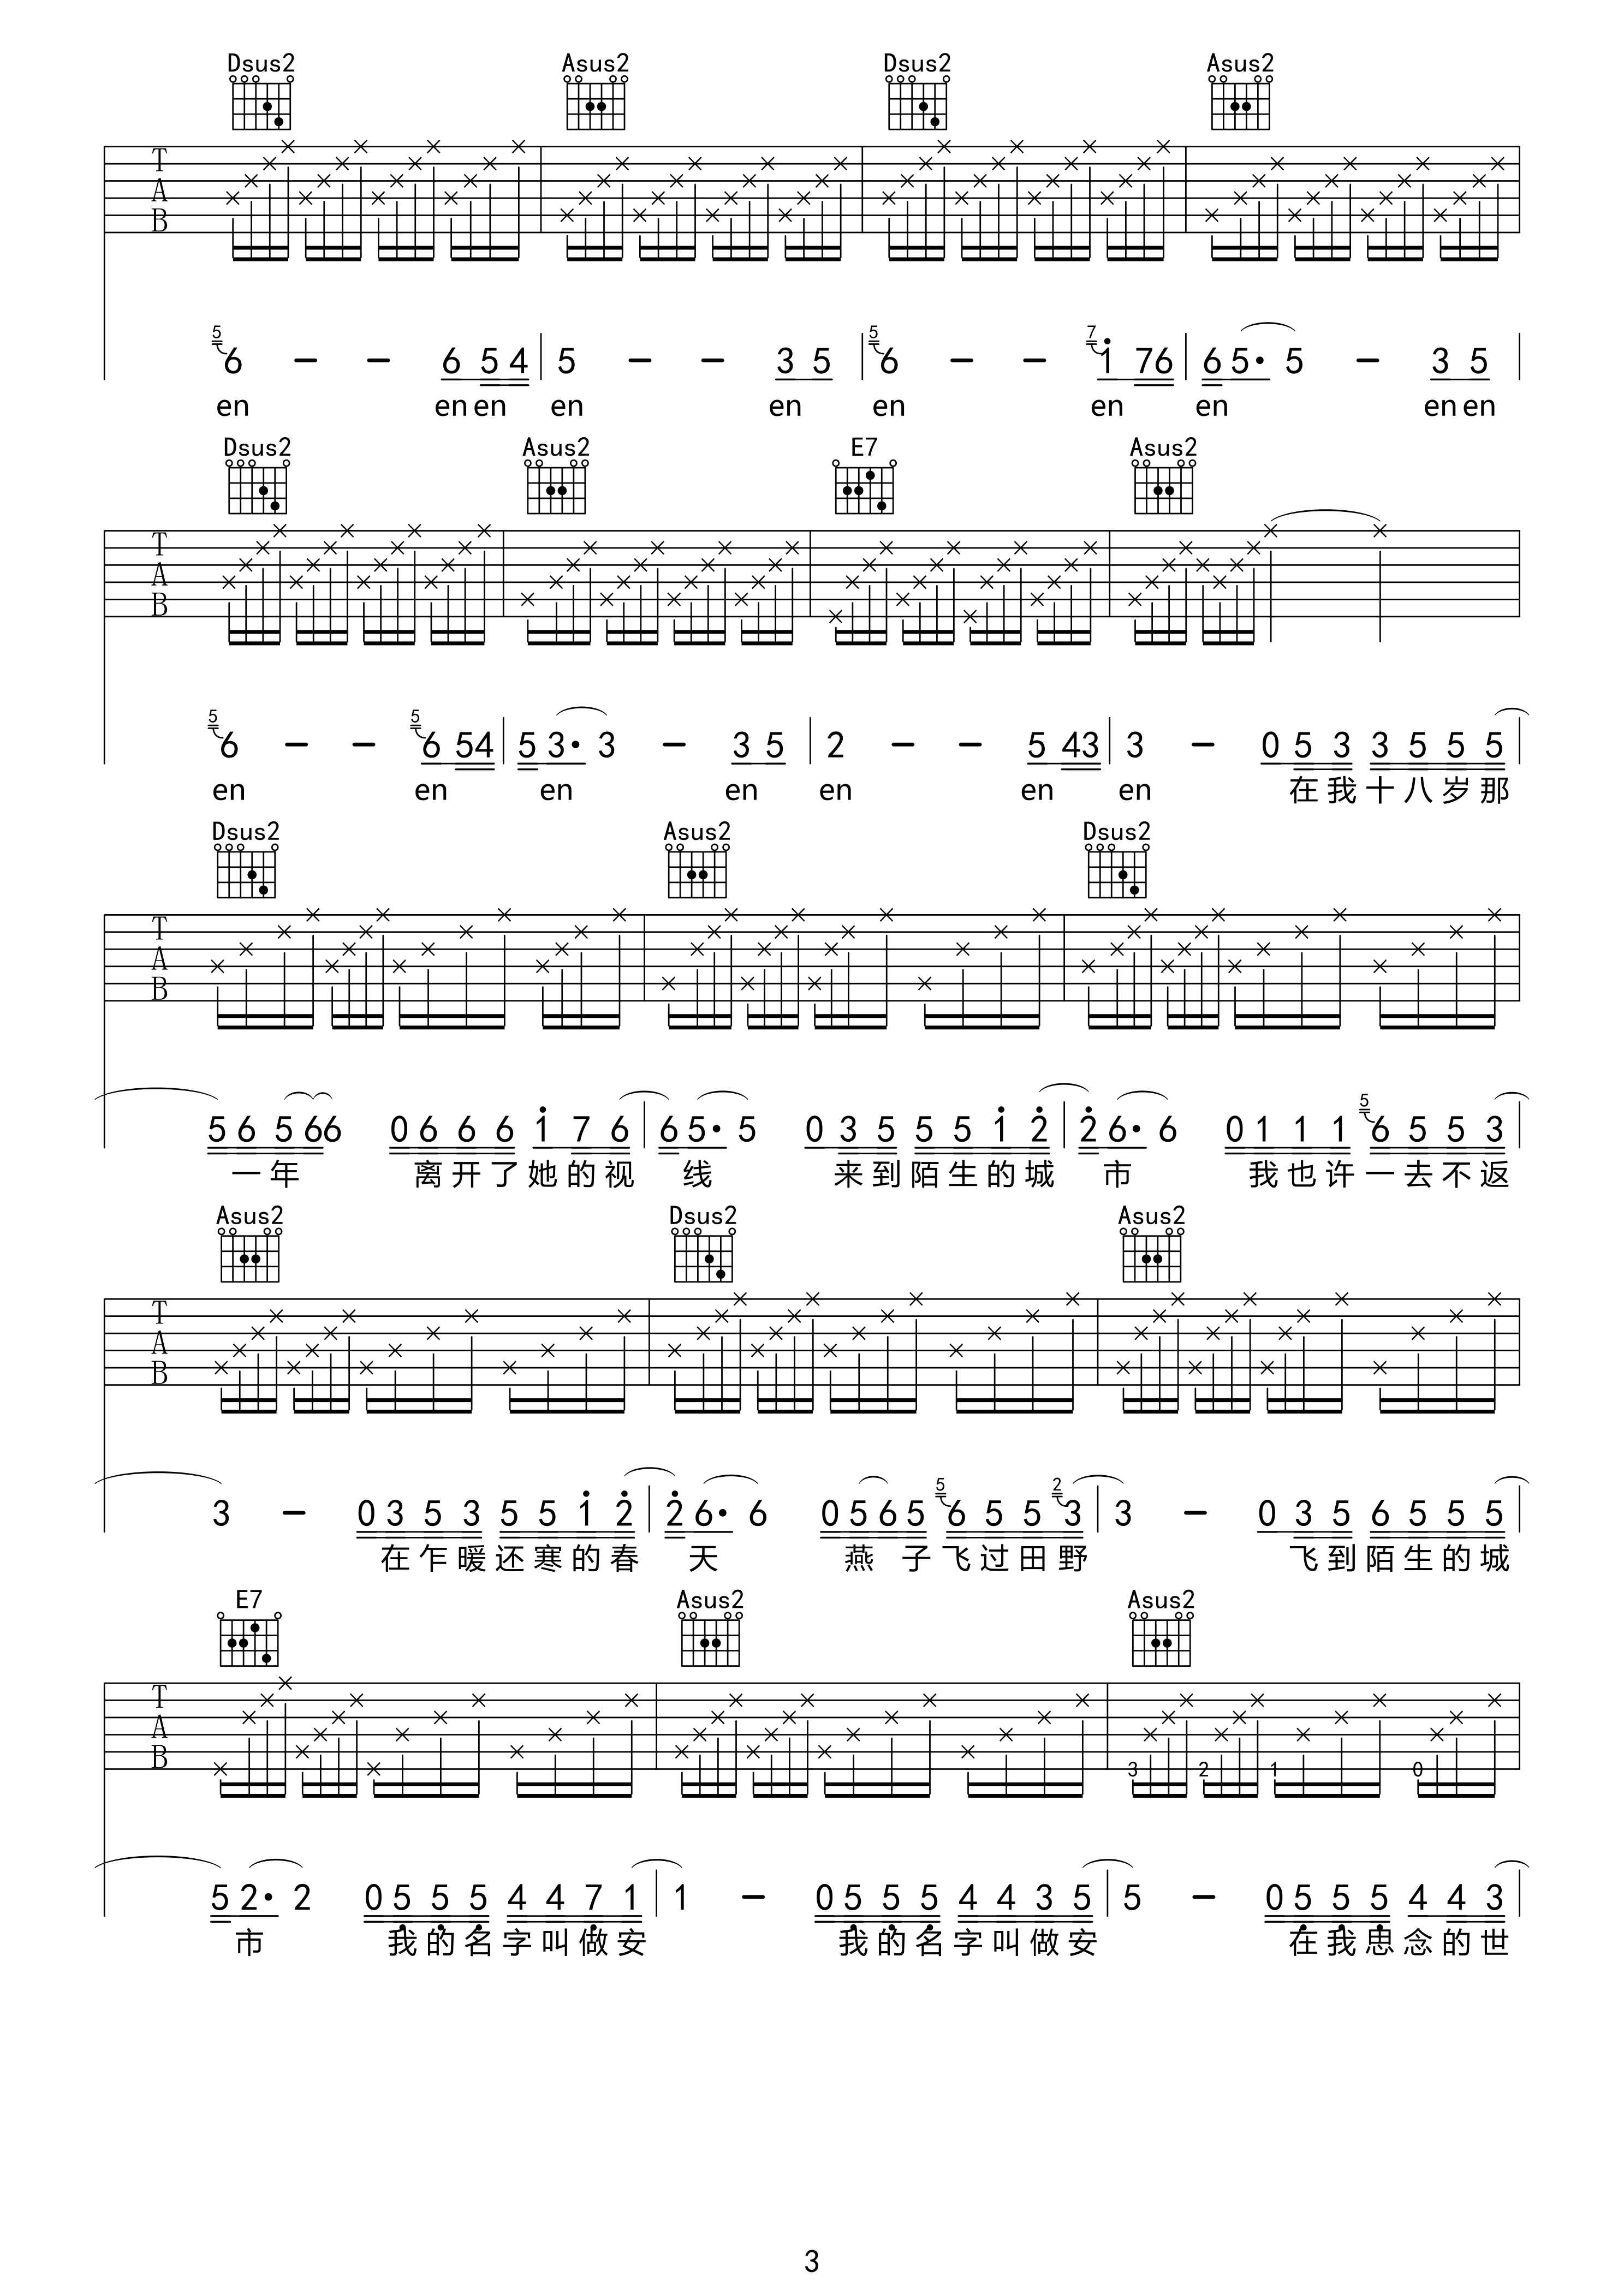 Dsus2 Asus2 Dsus2 Asus2
T
A
B
5 6 – – 6 5 4 5 – – 3 5 5 6 – – 7 1 7 6 6 5 · 5 – 3 5
en en en en en en en en en en
Dsus2 Asus2 E7 Asus2
T
A
B
5 6 – – 5 6 5 4 5 3 · 3 – 3 5 2 – – 5 4 3 3 – 0 5 3 3 5 5 5
en en en en en en en 在 我 十 八 岁 那
Dsus2 Asus2 Dsus2
T
A
B
5 6 5 6 6 0 6 6 6 1 7 6 6 5 · 5 0 3 5 5 5 1 2 2 6 · 6 0 1 1 1 5 6 5 5 3
一 年 离 开 了 她 的 视 线 来 到 陌 生 的 城 市 我 也 许 一 去 不 返
Asus2 Dsus2 Asus2
T
A
B
3 – 0 3 5 3 5 5 1 2 2 6 · 6 0 5 6 5 5 6 5 5 2 3 3 – 0 3 5 6 5 5 5
在 乍 暖 还 寒 的 春 天 燕 子 飞 过 田 野 飞 到 陌 生 的 城
E7 Asus2 Asus2
T
A
B
3 2 1 0
5 2 · 2 0 5 5 5 4 4 7 1 1 – 0 5 5 5 4 4 3 5 5 – 0 5 5 5 4 4 3
市 我 的 名 字 叫 做 安 我 的 名 字 叫 做 安 在 我 思 念 的 世
3